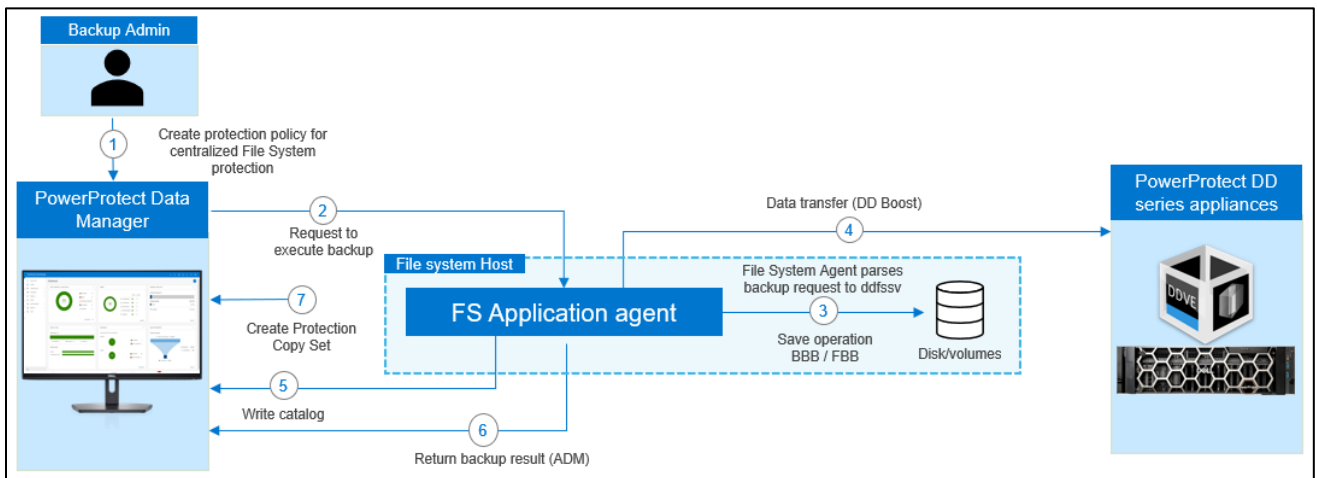 Backup Admin
1
Create protection policy for
centralized File System
protection
PowerProtect Data
Manager
2
Request to
execute backup
7
Create Protection
Copy Set
5
Write catalog
6
Return backup result (ADM)
File system Host
FS Application agent
File System Agent parses
backup request to ddfssv
3
Save operation
BBB / FBB
Disk/volumes
Data transfer (DD Boost)
4
PowerProtect DD
series appliances
DDVE